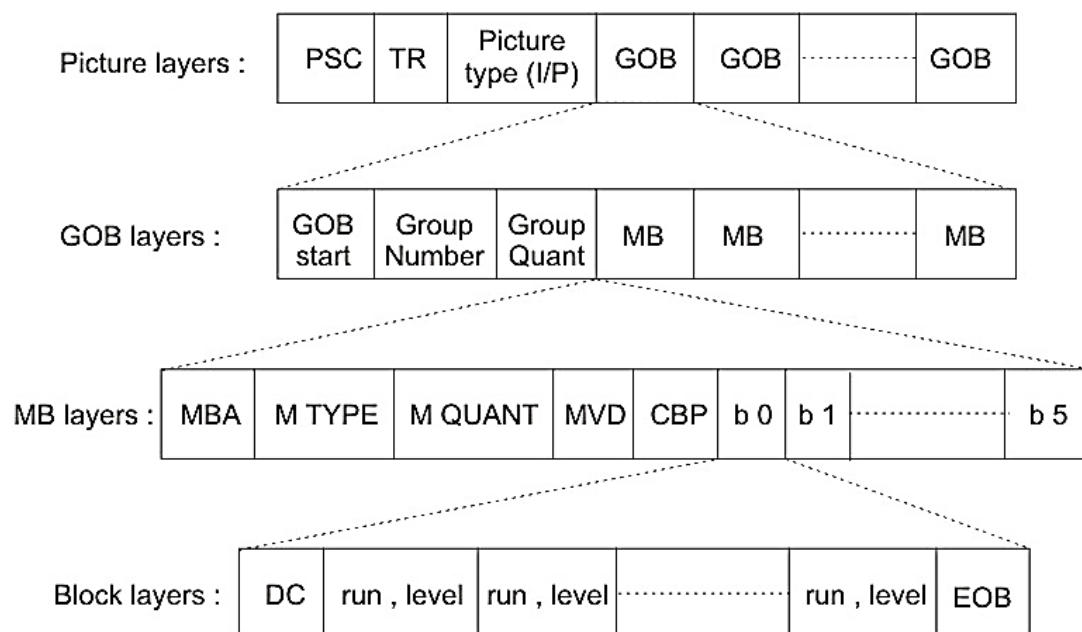 Picture layers : PSC TR Picture type (I/P) GOB GOB GOB
GOB layers : GOB start Group Number Group Quant MB MB MB
MB layers : MBA M TYPE M QUANT MVD CBP b 0 b 1 b 5
Block layers : DC run , level run , level run , level EOB